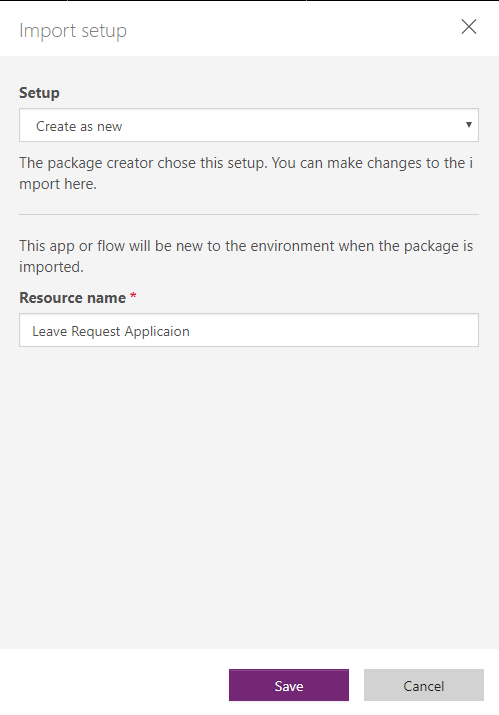 Import setup
Setup
Create as new
The package creator chose this setup. You can make changes to the i
mport here.
This app or flow will be new to the environment when the package is
imported.
Resource name *
Leave Request Applicaion
Save
Cancel